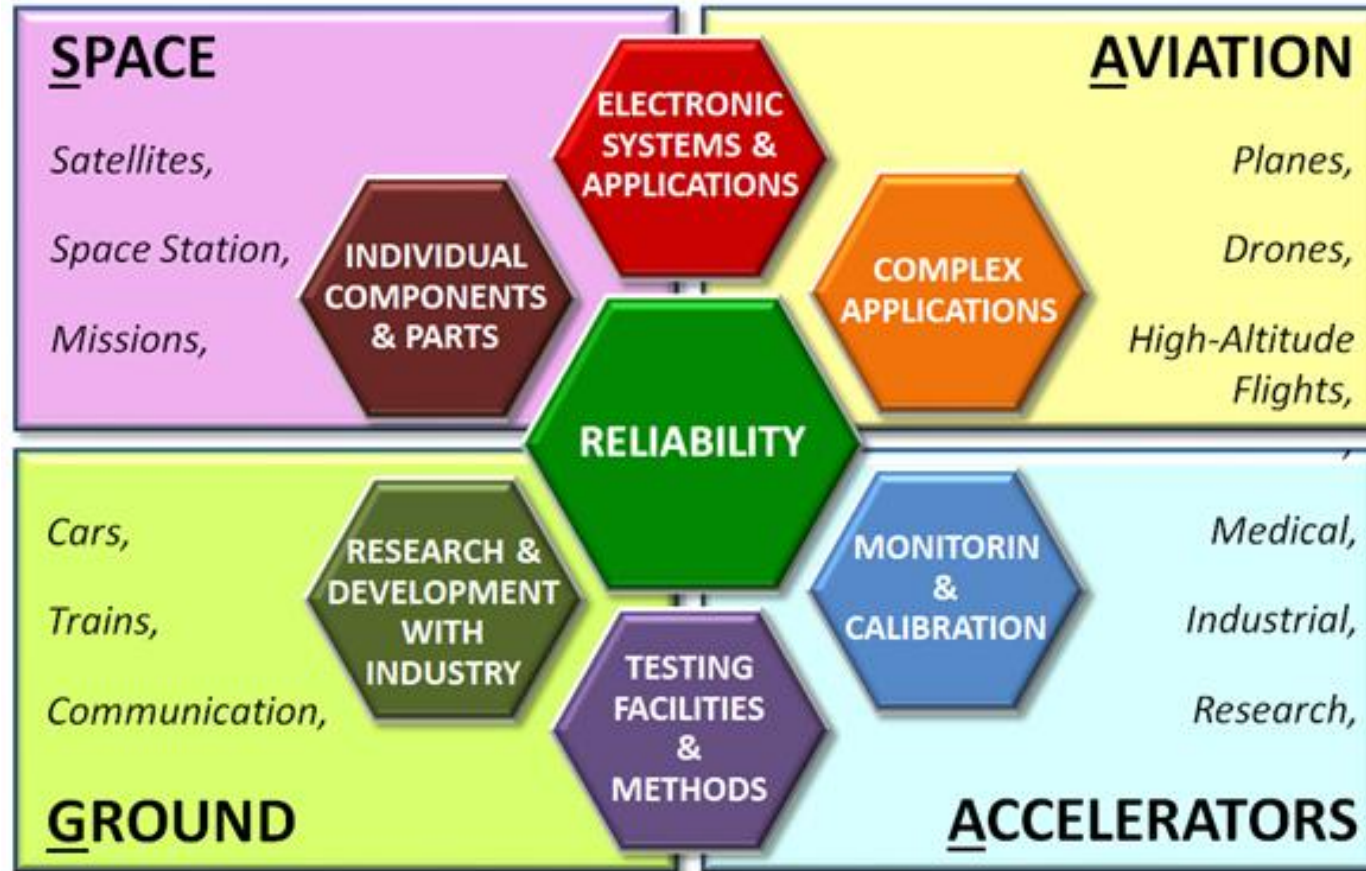 SPACE
Satellites,
Space Station,
Missions,
AVIATION
Planes,
Drones,
High-Altitude
Flights,
ELECTRONIC
SYSTEMS &
APPLICATIONS
INDIVIDUAL
COMPONENTS
& PARTS
COMPLEX
APPLICATIONS
RELIABILITY
RESEARCH &
DEVELOPMENT
WITH
INDUSTRY
MONITORIN
&
CALIBRATION
TESTING
FACILITIES
&
METHODS
Cars,
Trains,
Communication,
GROUND
,
Medical,
Industrial,
Research,
ACCELERATORS